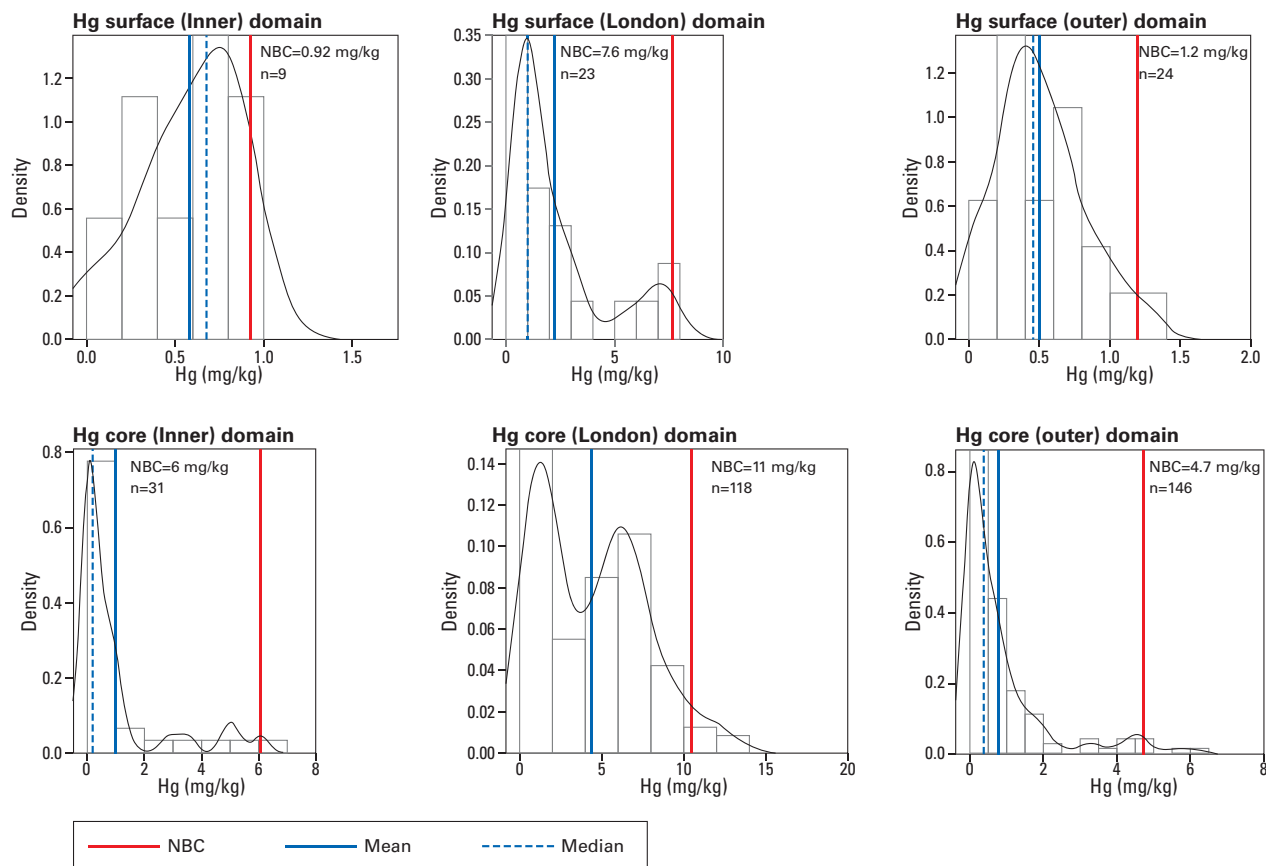 Hg surface (Inner) domain
NBC=0.92 mg/kg
n=9
Density
1.2
1.0
0.8
0.6
0.4
0.2
0.0
0.0 0.5 1.0 1.5
Hg (mg/kg)
Hg surface (London) domain
NBC=7.6 mg/kg
n=23
Density
0.35
0.30
0.25
0.20
0.15
0.10
0.05
0.00
0 5 10
Hg (mg/kg)
Hg surface (outer) domain
NBC=1.2 mg/kg
n=24
Density
1.2
1.0
0.8
0.6
0.4
0.2
0.0
0 0.5 1.0 1.5 2.0
Hg (mg/kg)
Hg core (Inner) domain
NBC=6 mg/kg
n=31
Density
0.8
0.6
0.4
0.2
0.0
0 2 4 6 8
Hg (mg/kg)
Hg core (London) domain
NBC=11 mg/kg
n=118
Density
0.14
0.12
0.10
0.08
0.06
0.04
0.02
0.00
0 5 10 15 20
Hg (mg/kg)
Hg core (outer) domain
NBC=4.7 mg/kg
n=146
Density
0.8
0.6
0.4
0.2
0.0
0 2 4 6 8
Hg (mg/kg)
NBC Mean Median